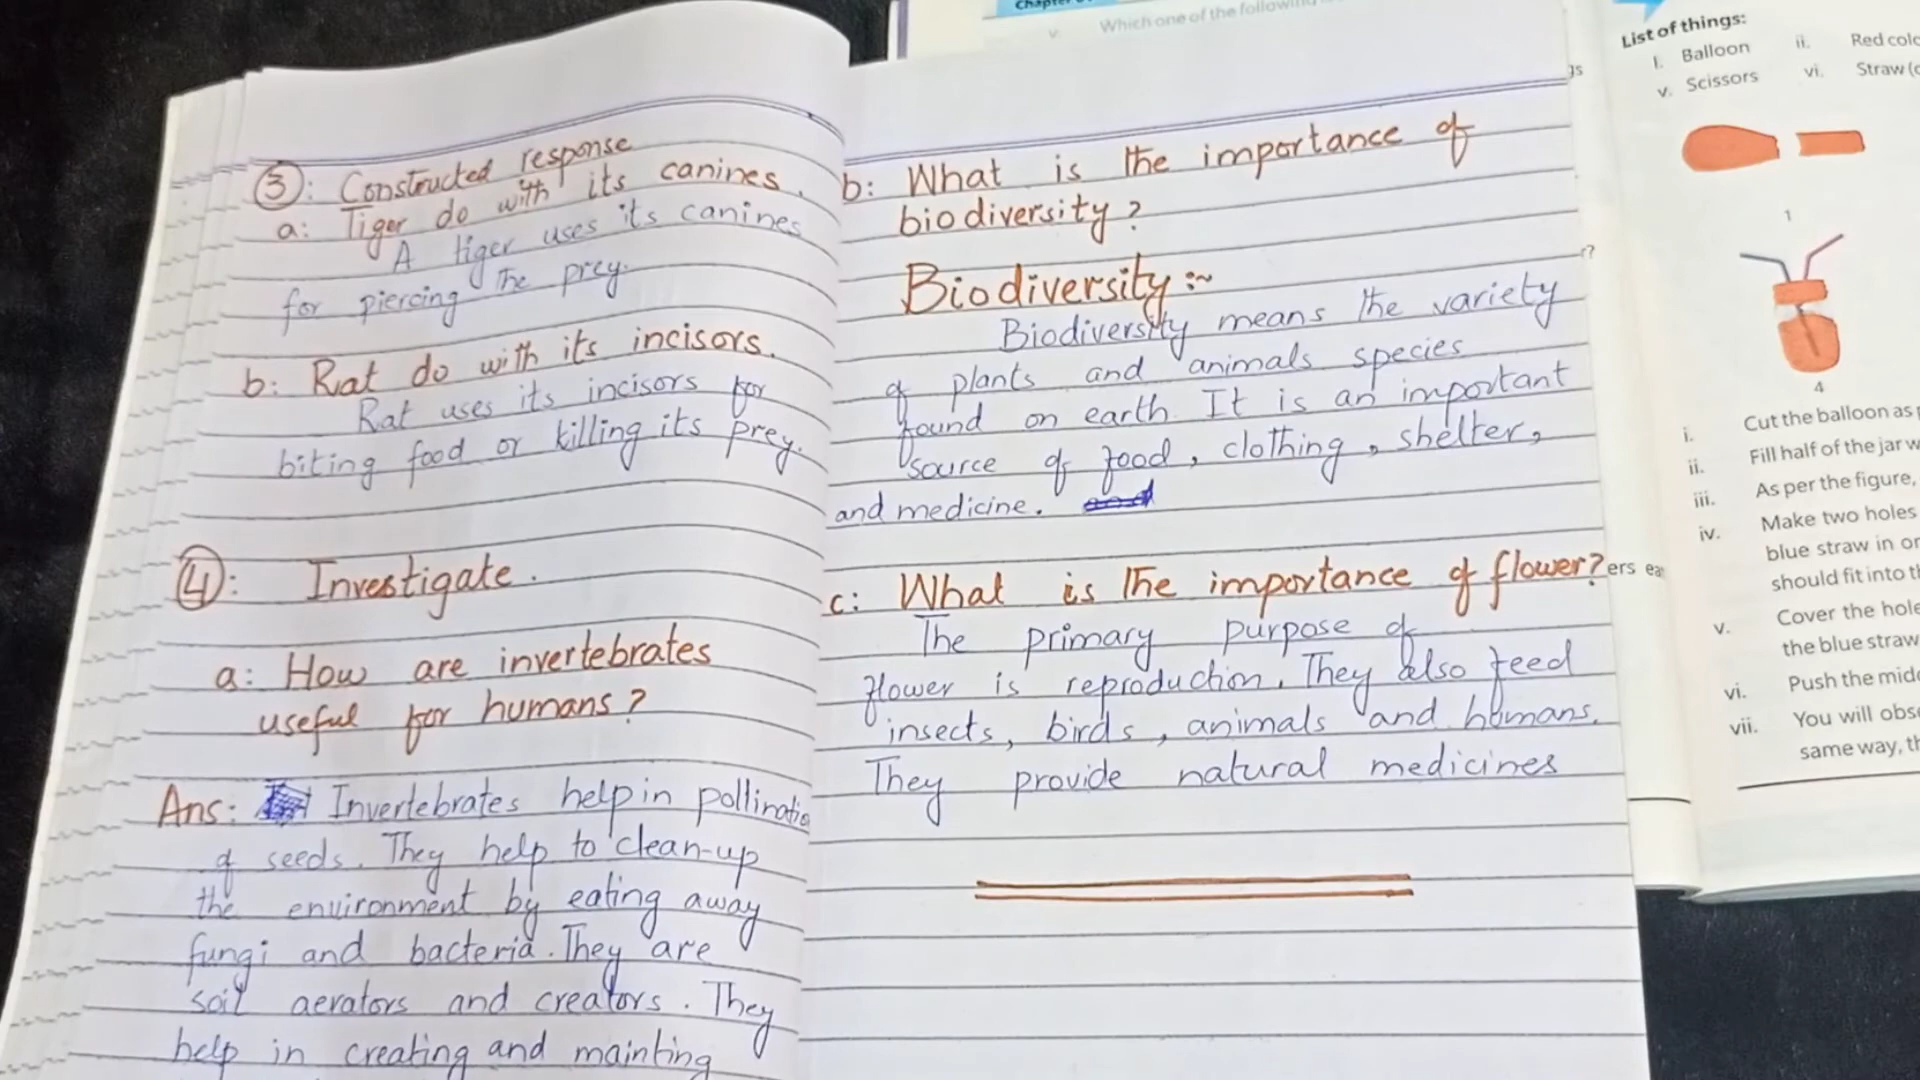 ③: Constructed response
a: Tiger do with its canines.
A tiger uses its canines
for piercing the prey.
b: Rat do with its incisors.
Rat uses its incisors for
biting food or killing its prey.
④: Investigate.
a: How are invertebrates
useful for humans?
Ans: Invertebrates help in pollinatio
of seeds. They help to clean-up
the environment by eating away
fungi and bacteria. They are
soil aerators and creators. They
help in creating and mainting
b: What is the importance of
biodiversity?
Biodiversity:~
Biodiversity means the variety
of plants and animals species
found on earth. It is an important
source of food, clothing, shelter,
and medicine.
c: What is the importance of flower?
The primary purpose of
flower is reproduction. They also feed
insects, birds, animals and humans.
They provide natural medicines
v. Which one of the following
ers ea
List of things:
I. Balloon ii. Red colo
v. Scissors vi. Straw (c
1
4
i. Cut the balloon as p
ii. Fill half of the jar w
iii. As per the figure,
iv. Make two holes
blue straw in or
should fit into th
v. Cover the hole
the blue straw
vi. Push the midd
vii. You will obse
same way, th